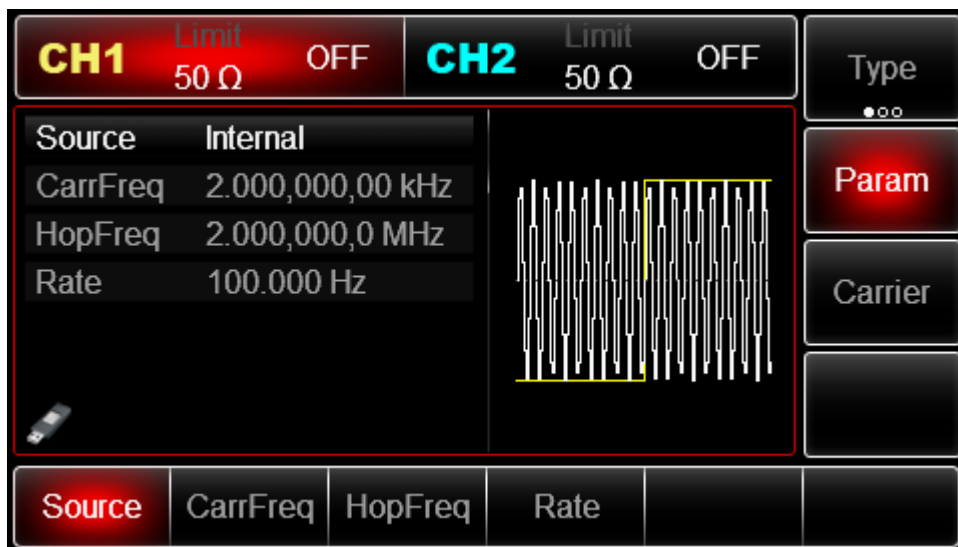 CH1 Limit 50 Ω OFF CH2 Limit 50 Ω OFF
Type
Source Internal
CarrFreq 2.000,000,00 kHz
HopFreq 2.000,000,0 MHz
Rate 100.000 Hz
Param
Carrier
Source CarrFreq HopFreq Rate